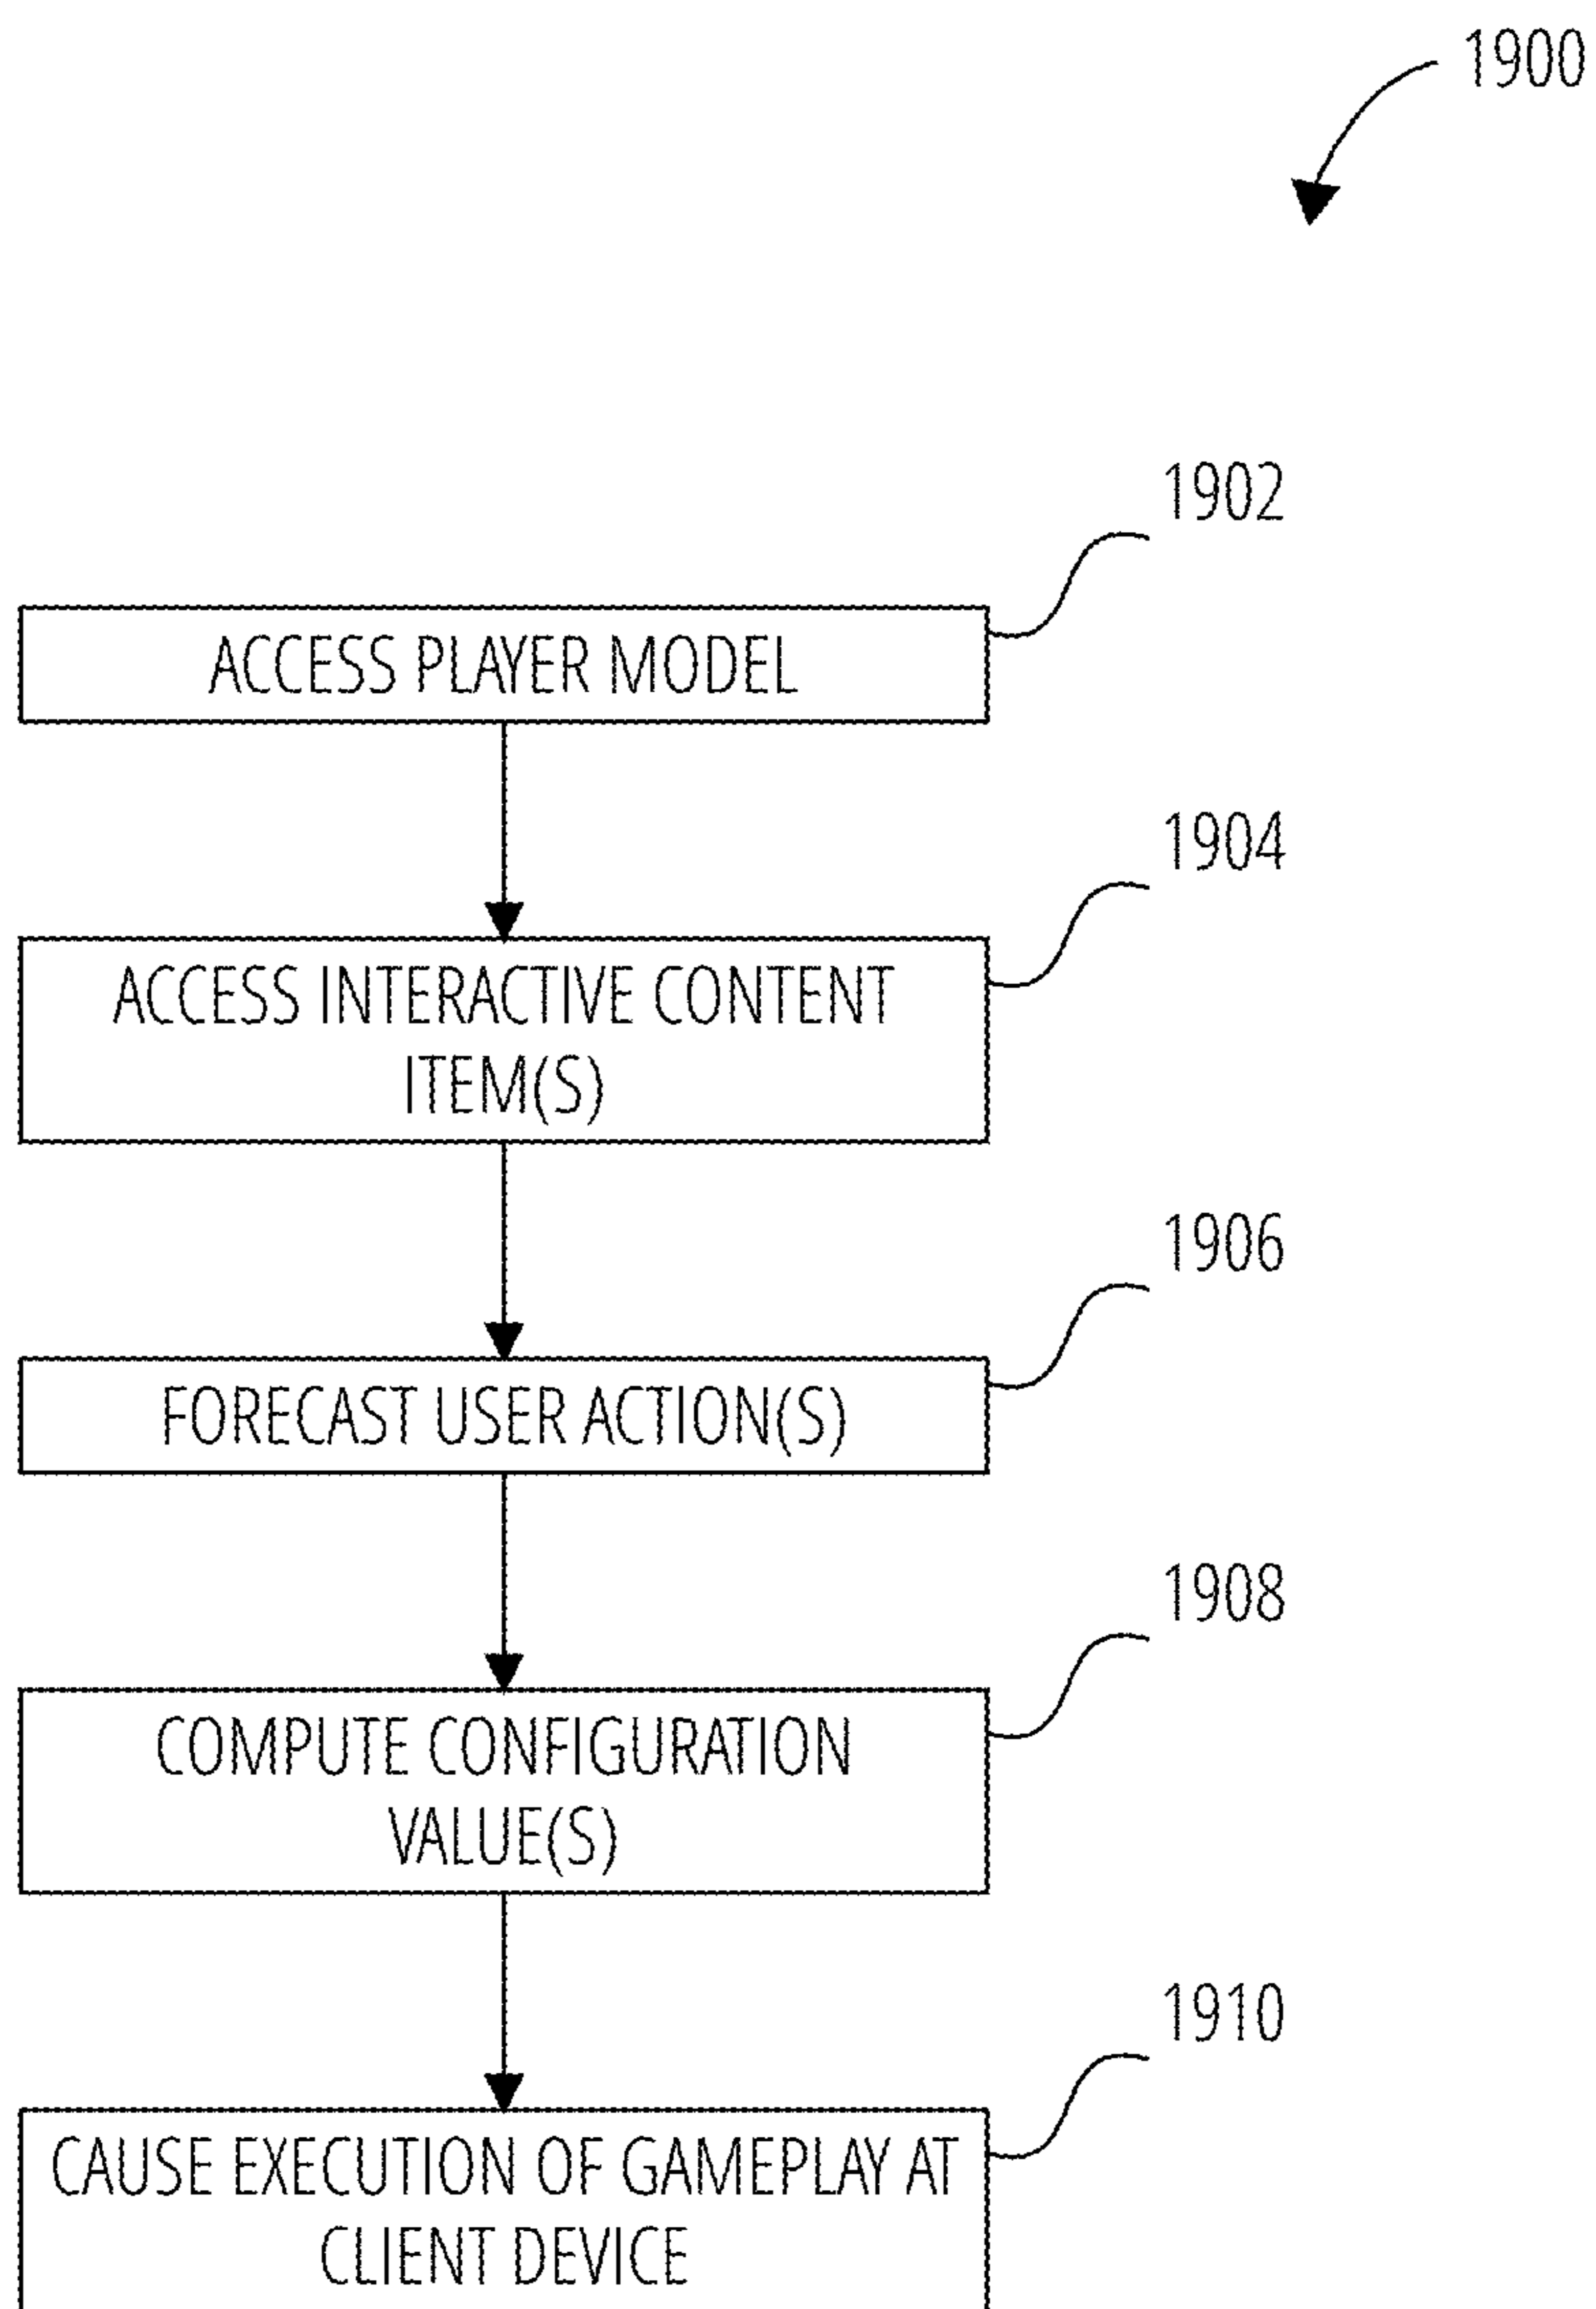 1900
1902
ACCESS PLAYER MODEL
1904
ACCESS INTERACTIVE CONTENT
ITEM(S)
1906
FORECAST USER ACTION(S)
1908
COMPUTE CONFIGURATION
VALUE(S)
1910
CAUSE EXECUTION OF GAMEPLAY AT
CLIENT DEVICE